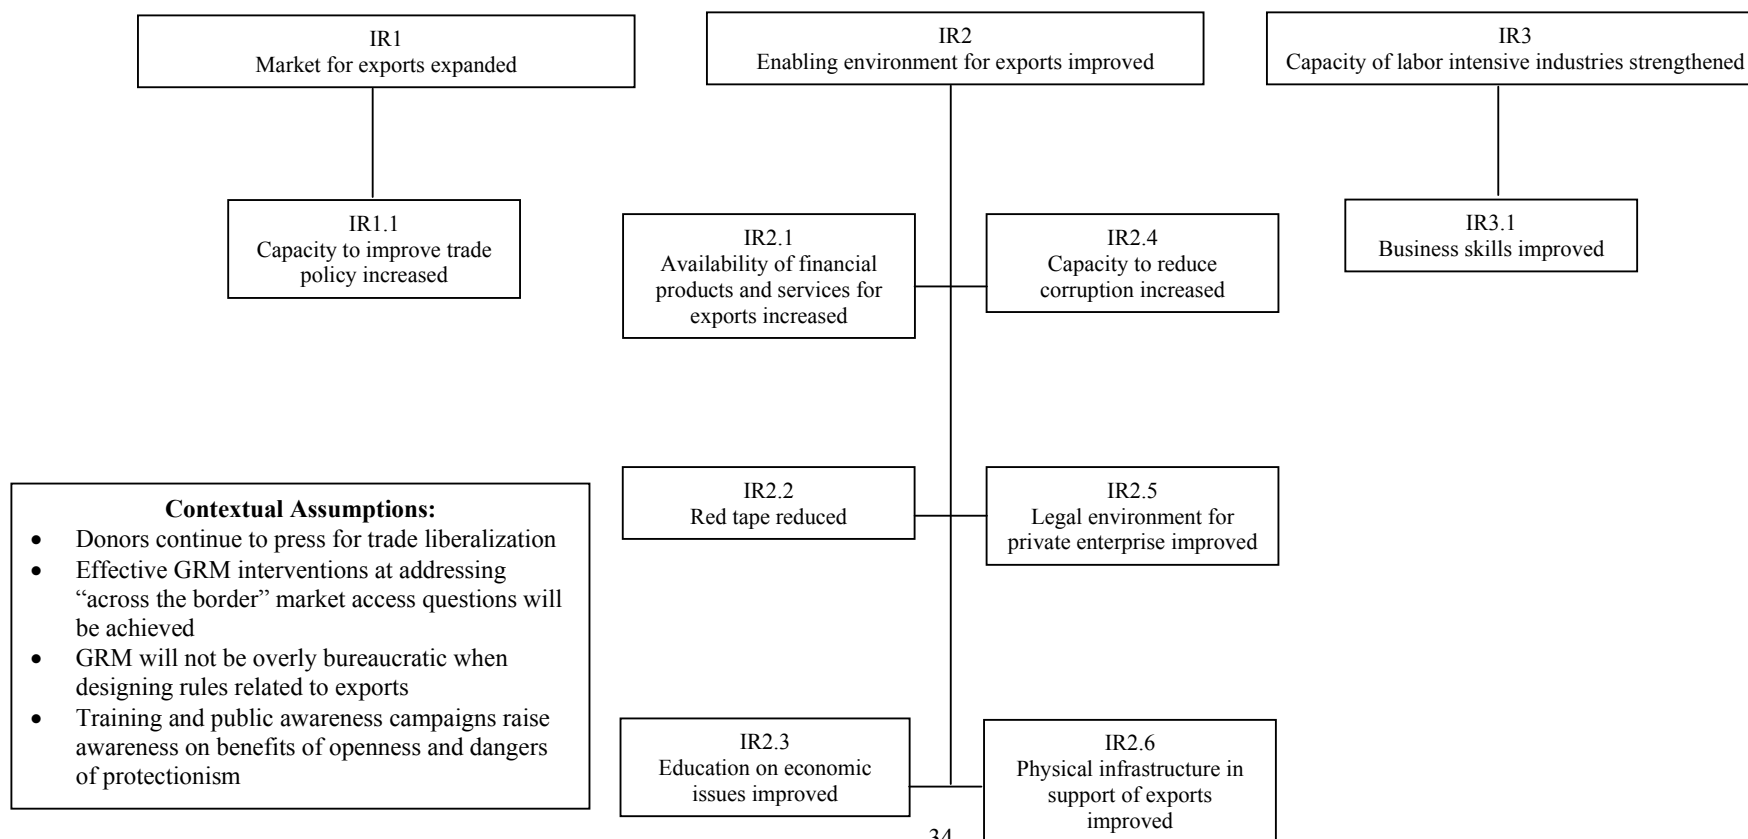 IR1
Market for exports expanded
IR2
Enabling environment for exports improved
IR3
Capacity of labor intensive industries strengthened
IR1.1
Capacity to improve trade
policy increased
IR2.1
Availability of financial
products and services for
exports increased
IR2.4
Capacity to reduce
corruption increased
IR3.1
Business skills improved
IR2.2
Red tape reduced
IR2.5
Legal environment for
private enterprise improved
Contextual Assumptions:
• Donors continue to press for trade liberalization
• Effective GRM interventions at addressing
“across the border” market access questions will
be achieved
• GRM will not be overly bureaucratic when
designing rules related to exports
• Training and public awareness campaigns raise
awareness on benefits of openness and dangers
of protectionism
IR2.3
Education on economic
issues improved
IR2.6
Physical infrastructure in
support of exports
improved
34